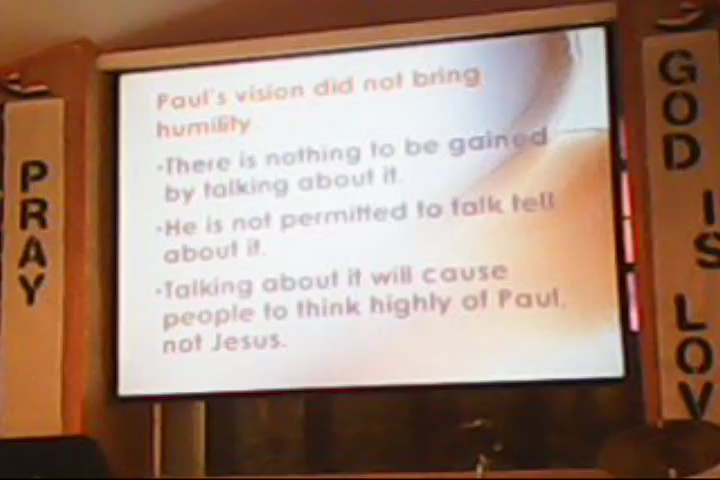 PRAY
Paul's vision did not bring
humility
•There is nothing to be gained
by talking about it.
•He is not permitted to talk tell
about it.
•Talking about it will cause
people to think highly of Paul,
not Jesus.
GOD
IS
LOV